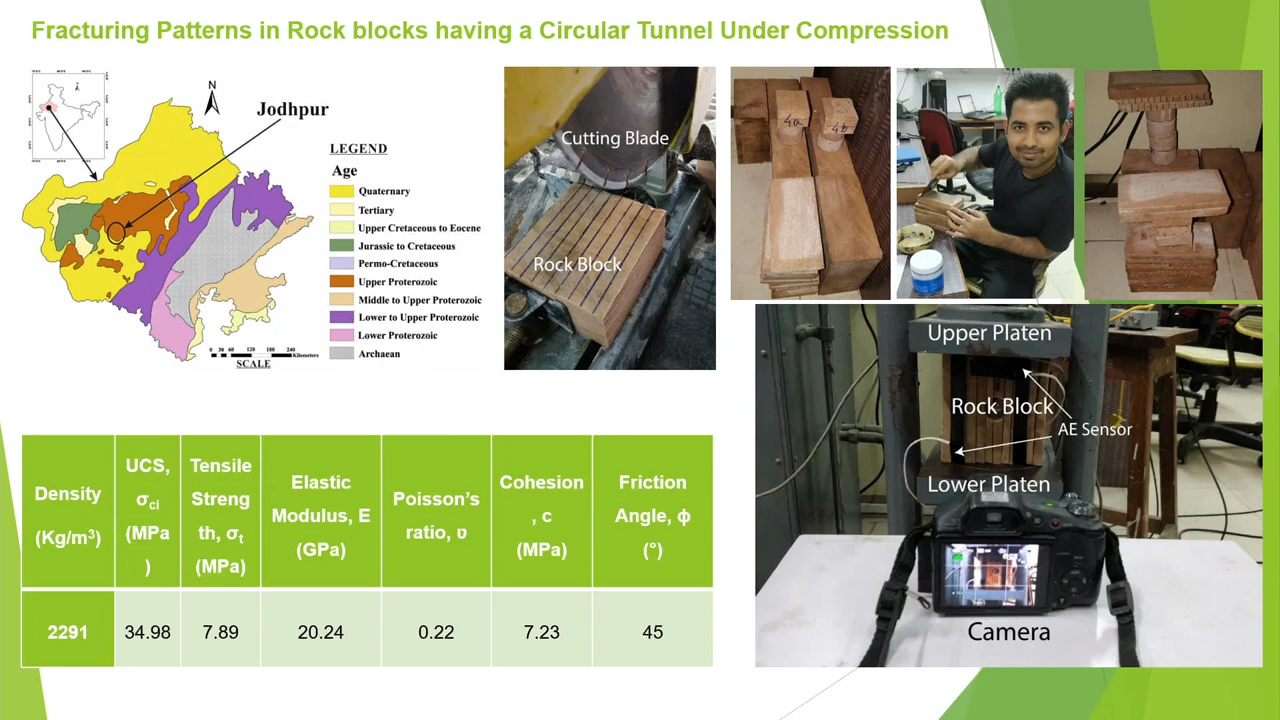 Fracturing Patterns in Rock blocks having a Circular Tunnel Under Compression
N
Jodhpur
LEGEND
Age
Quaternary
Tertiary
Upper Cretaceous to Eocene
Jurassic to Cretaceous
Permo-Cretaceous
Upper Proterozoic
Middle to Upper Proterozoic
Lower to Upper Proterozoic
Lower Proterozoic
Archaean
0 30 60 120 180 240
Kilometers
SCALE
Cutting Blade
Rock Block
4a
4b
Upper Platen
Rock Block
AE Sensor
Lower Platen
Camera
Density
(Kg/m³)
UCS,
σci
(MPa
)
Tensile
Streng
th, σt
(MPa)
Elastic
Modulus, E
(GPa)
Poisson's
ratio, υ
Cohesion
, c
(MPa)
Friction
Angle, ϕ
(°)
2291
34.98
7.89
20.24
0.22
7.23
45